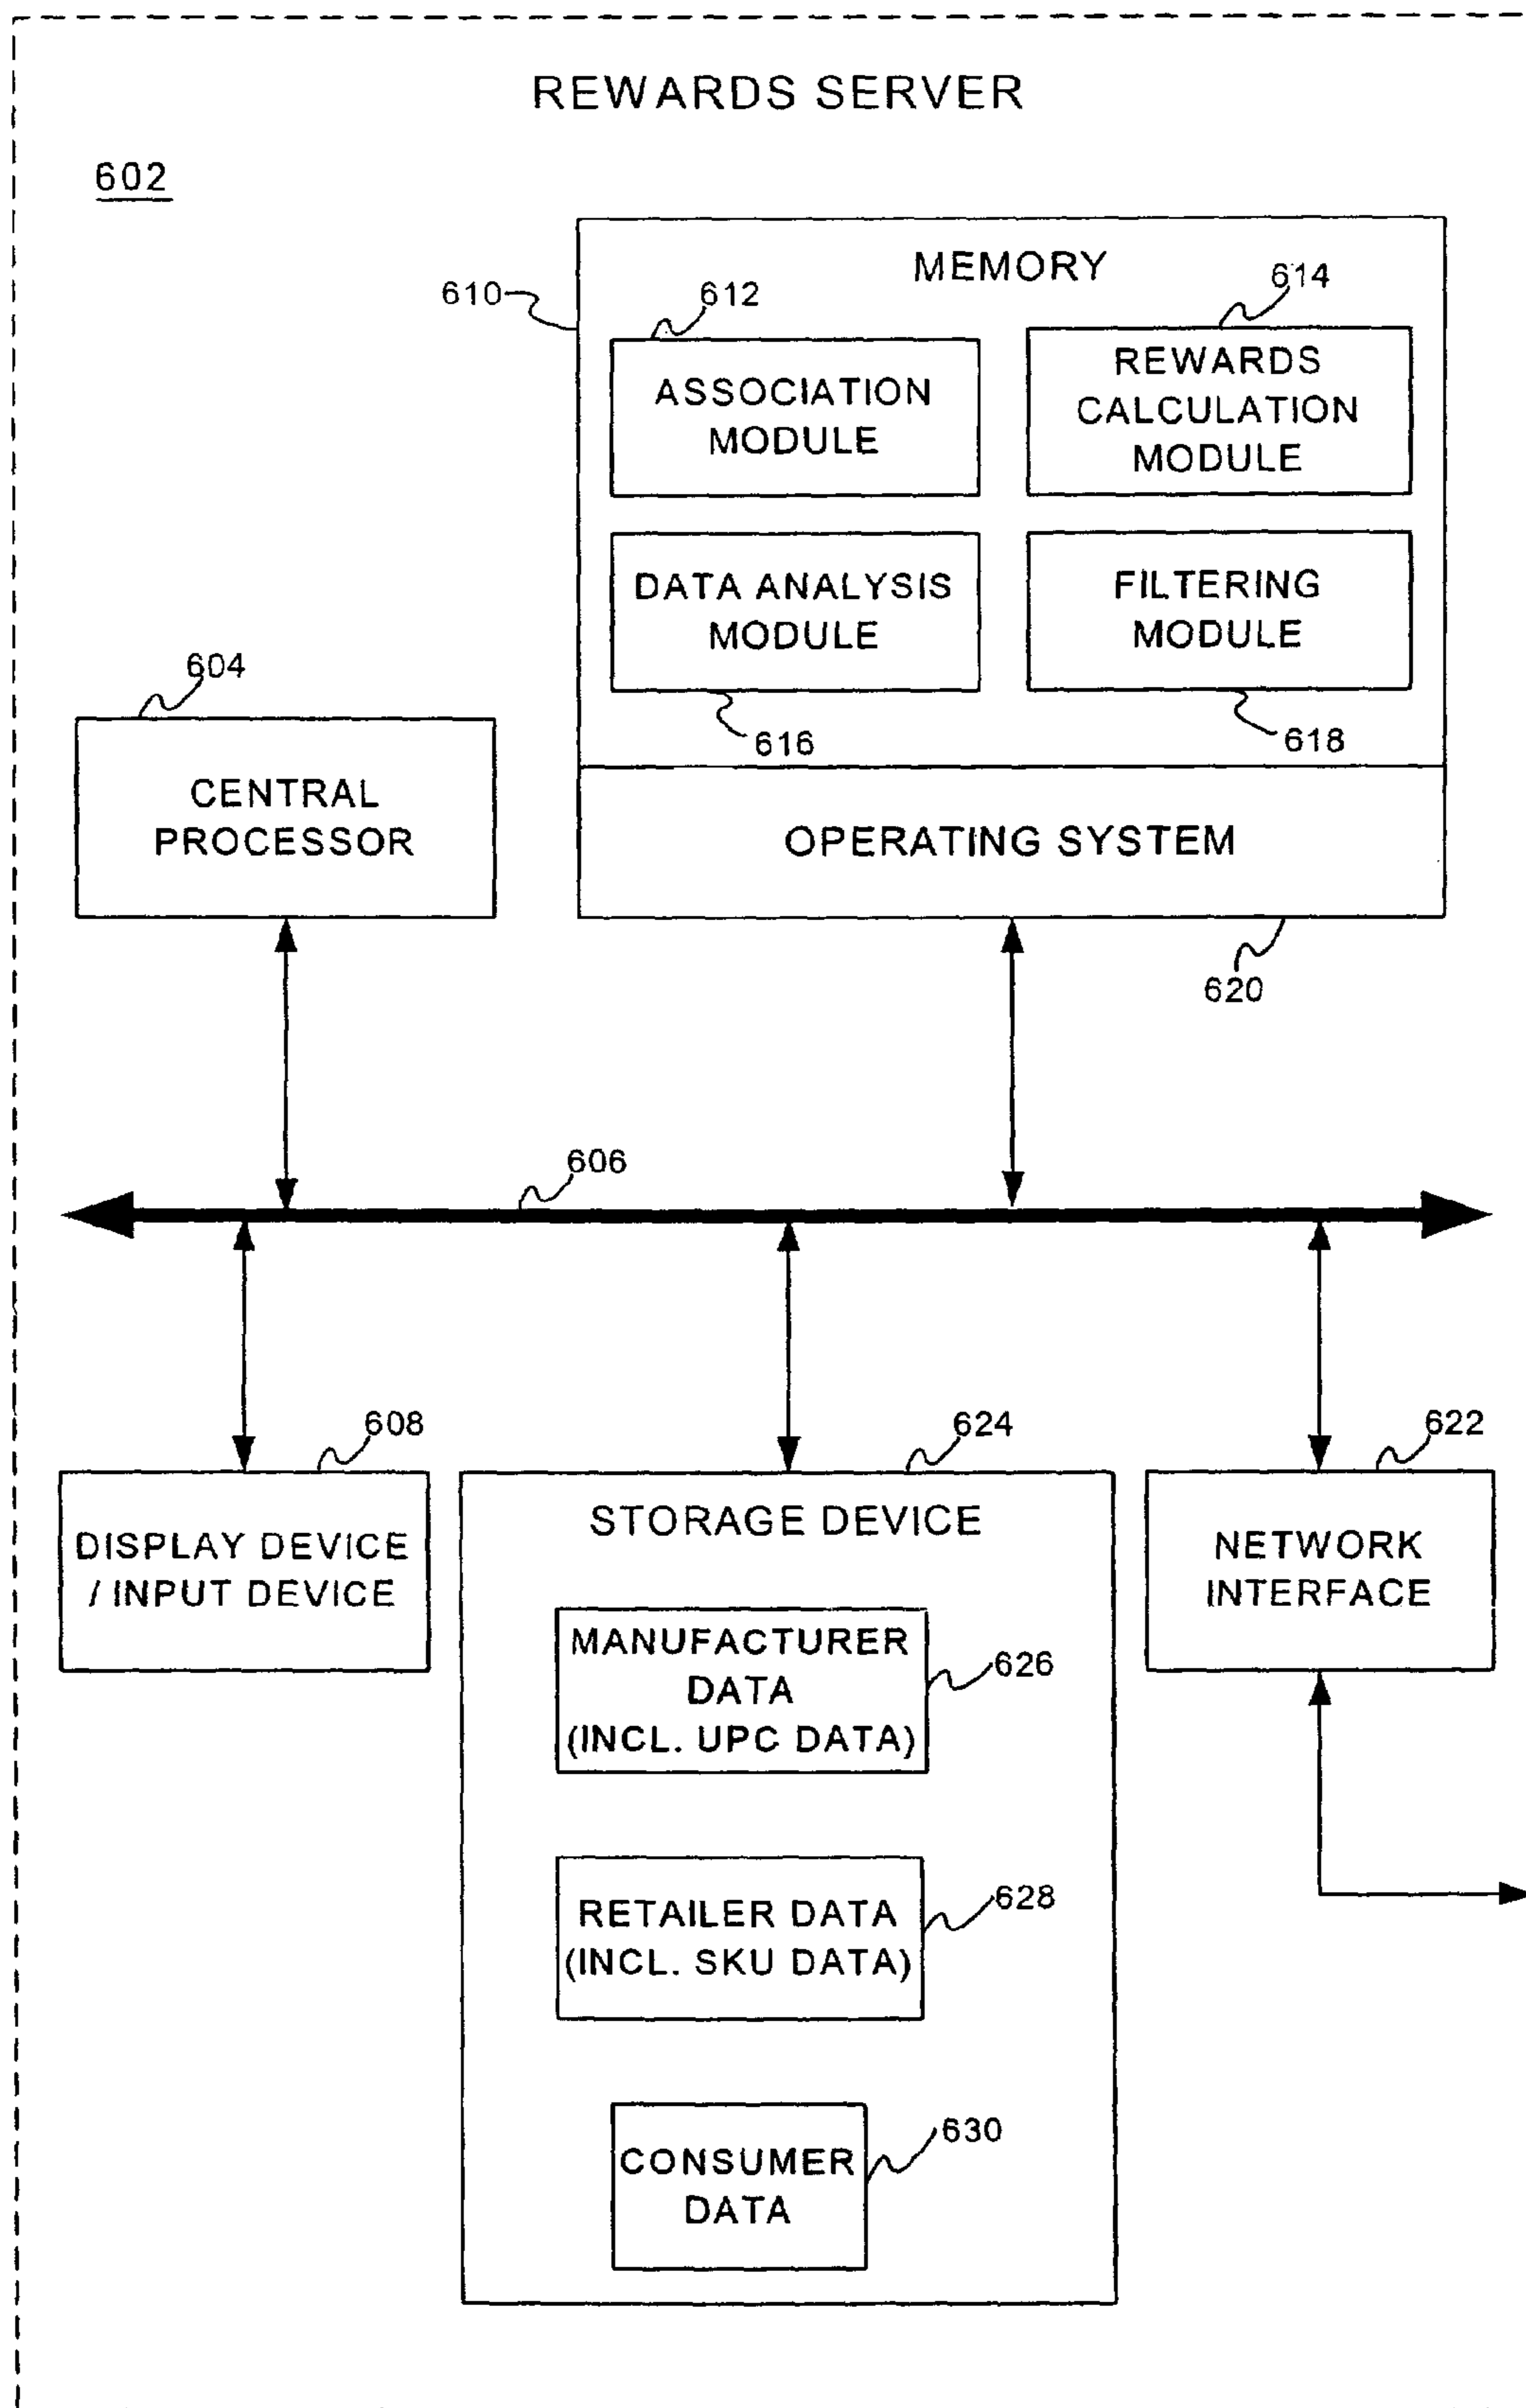 REWARDS SERVER
602
MEMORY
610
612
614
ASSOCIATION
MODULE
REWARDS
CALCULATION
MODULE
DATA ANALYSIS
MODULE
FILTERING
MODULE
616
618
604
CENTRAL
PROCESSOR
OPERATING SYSTEM
620
606
608
624
622
DISPLAY DEVICE
/ INPUT DEVICE
STORAGE DEVICE
NETWORK
INTERFACE
MANUFACTURER
DATA
(INCL. UPC DATA)
626
RETAILER DATA
(INCL. SKU DATA)
628
CONSUMER
DATA
630